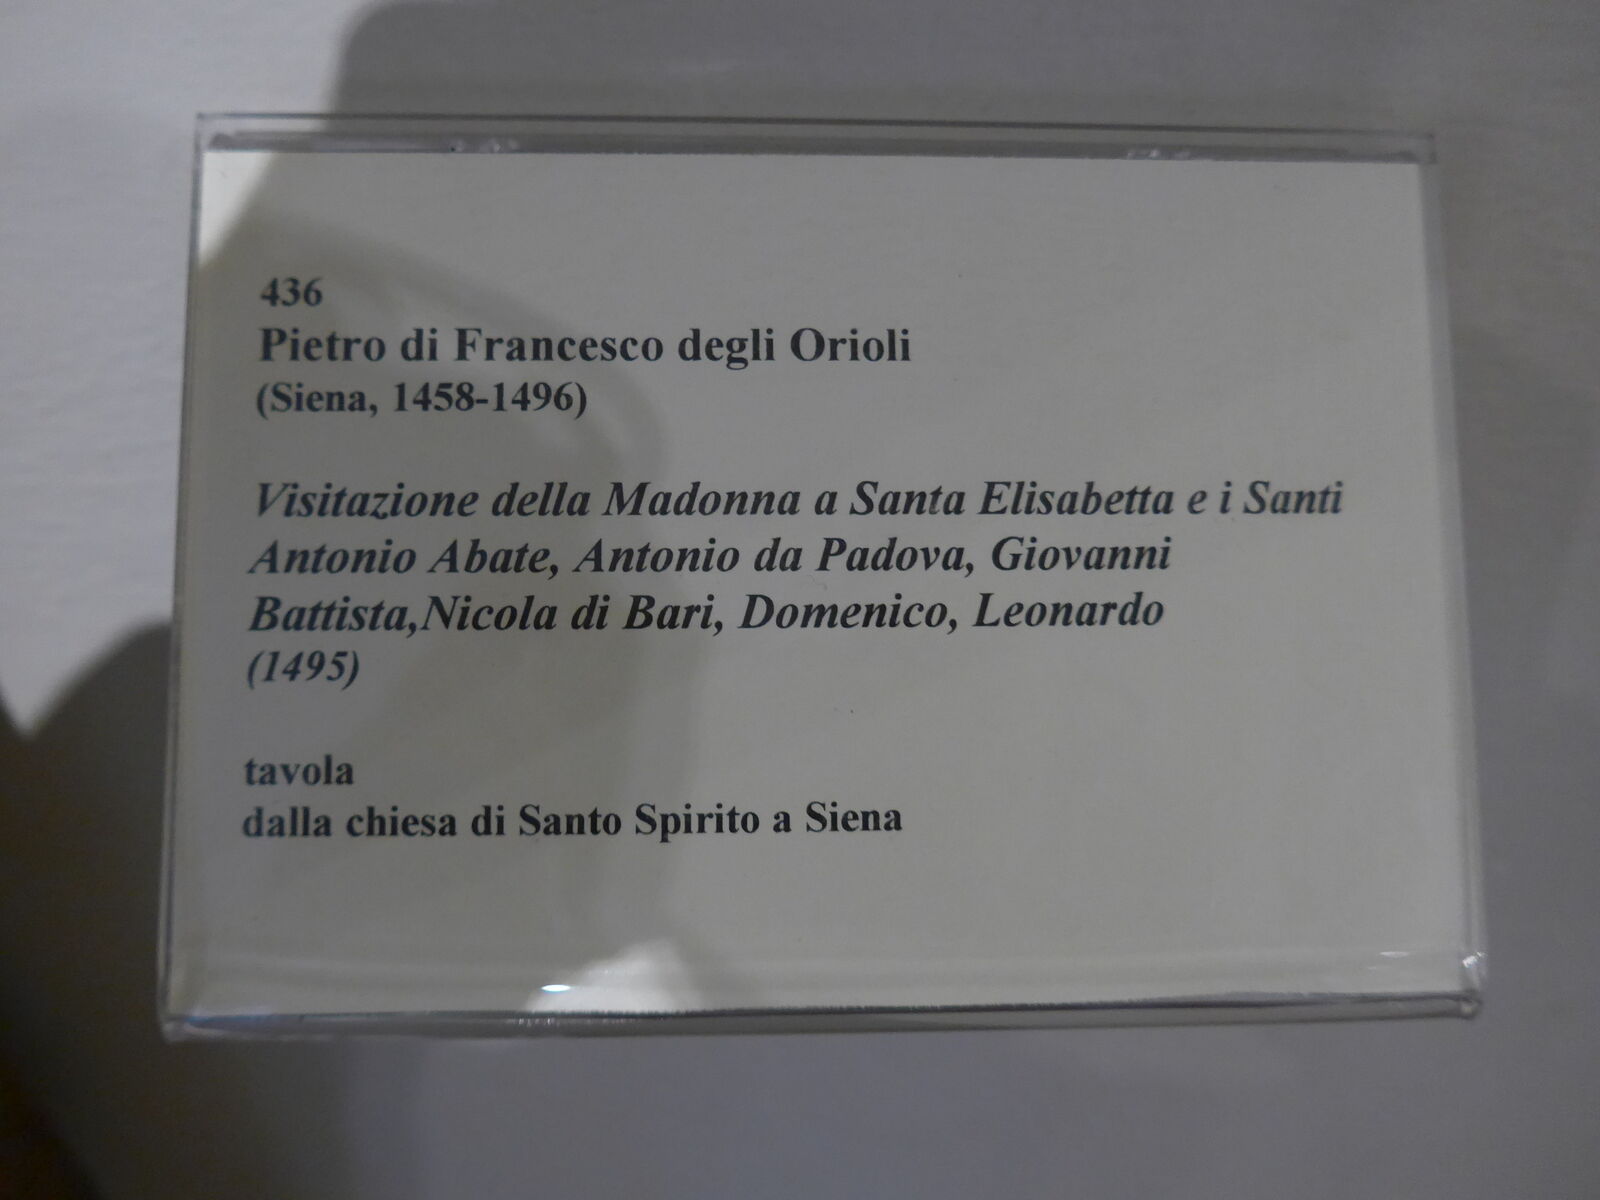 436
Pietro di Francesco degli Orioli
(Siena, 1458-1496)
Visitazione della Madonna a Santa Elisabetta e i Santi
Antonio Abate, Antonio da Padova, Giovanni
Battista,Nicola di Bari, Domenico, Leonardo
(1495)
tavola
dalla chiesa di Santo Spirito a Siena